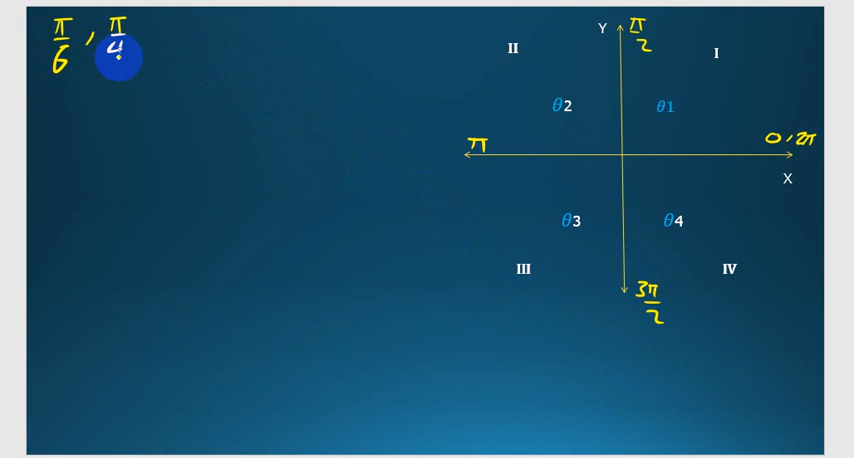 π/6 , π/4
Y π/2
II I
θ2 θ1
π 0, 2π
X
θ3 θ4
III IV
3π/2